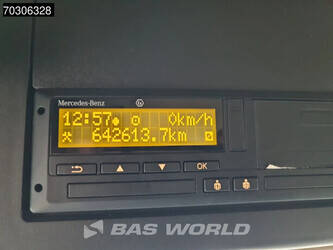 70306328
Mercedes-Benz
12:57 0km/h
642613.7km
OK
BAS WORLD